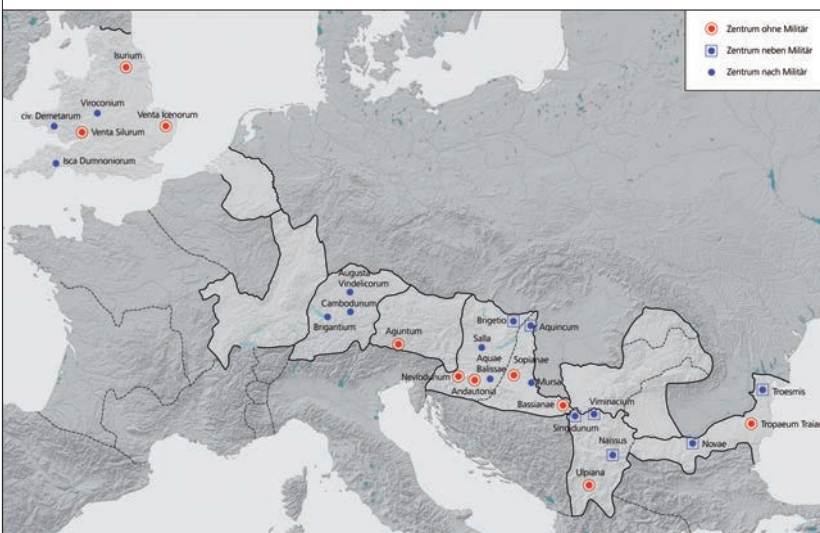 Zentrum ohne Militär
Zentrum neben Militär
Zentrum nach Militär
Isurium
Viroconium
civ. Demetarum
Venta Icenorum
Venta Silurum
Isca Dumnoniorum
Augusta
Vindelicorum
Cambodunum
Brigantium
Aguntum
Brigetio
Aquincum
Salla
Aquae
Balissae
Sopianae
Neviodunum
Andautonia
Mursa
Bassianae
Viminacium
Singidunum
Naissus
Ulpiana
Novae
Troesmis
Tropaeum Traiani